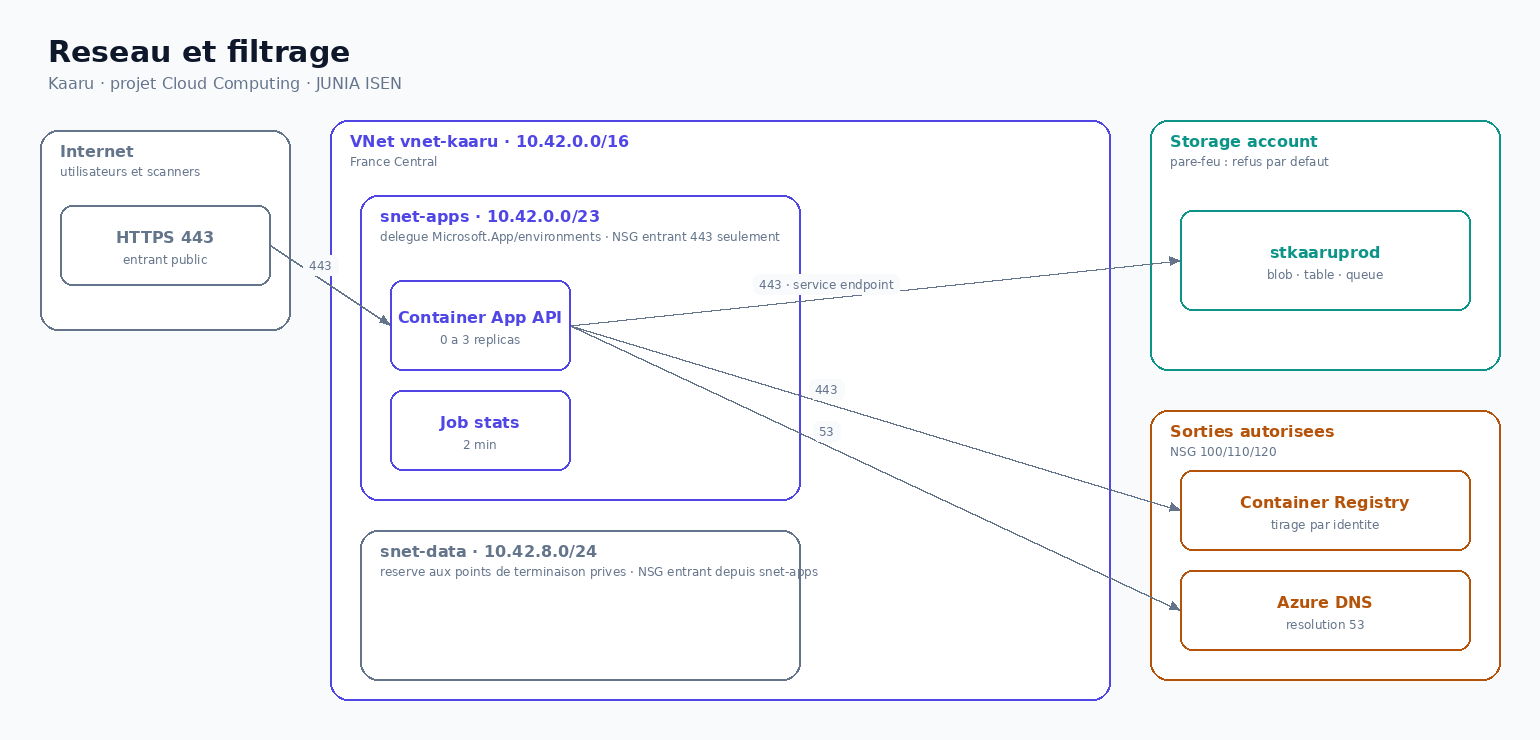 Reseau et filtrage
Kaaru · projet Cloud Computing · JUNIA ISEN
Internet
utilisateurs et scanners
HTTPS 443
entrant public
443
VNet vnet-kaaru · 10.42.0.0/16
France Central
snet-apps · 10.42.0.0/23
delegue Microsoft.App/environments · NSG entrant 443 seulement
Container App API
0 a 3 replicas
Job stats
2 min
443 · service endpoint
443
53
snet-data · 10.42.8.0/24
reserve aux points de terminaison prives · NSG entrant depuis snet-apps
Storage account
pare-feu : refus par defaut
stkaaruprod
blob · table · queue
Sorties autorisees
NSG 100/110/120
Container Registry
tirage par identite
Azure DNS
resolution 53